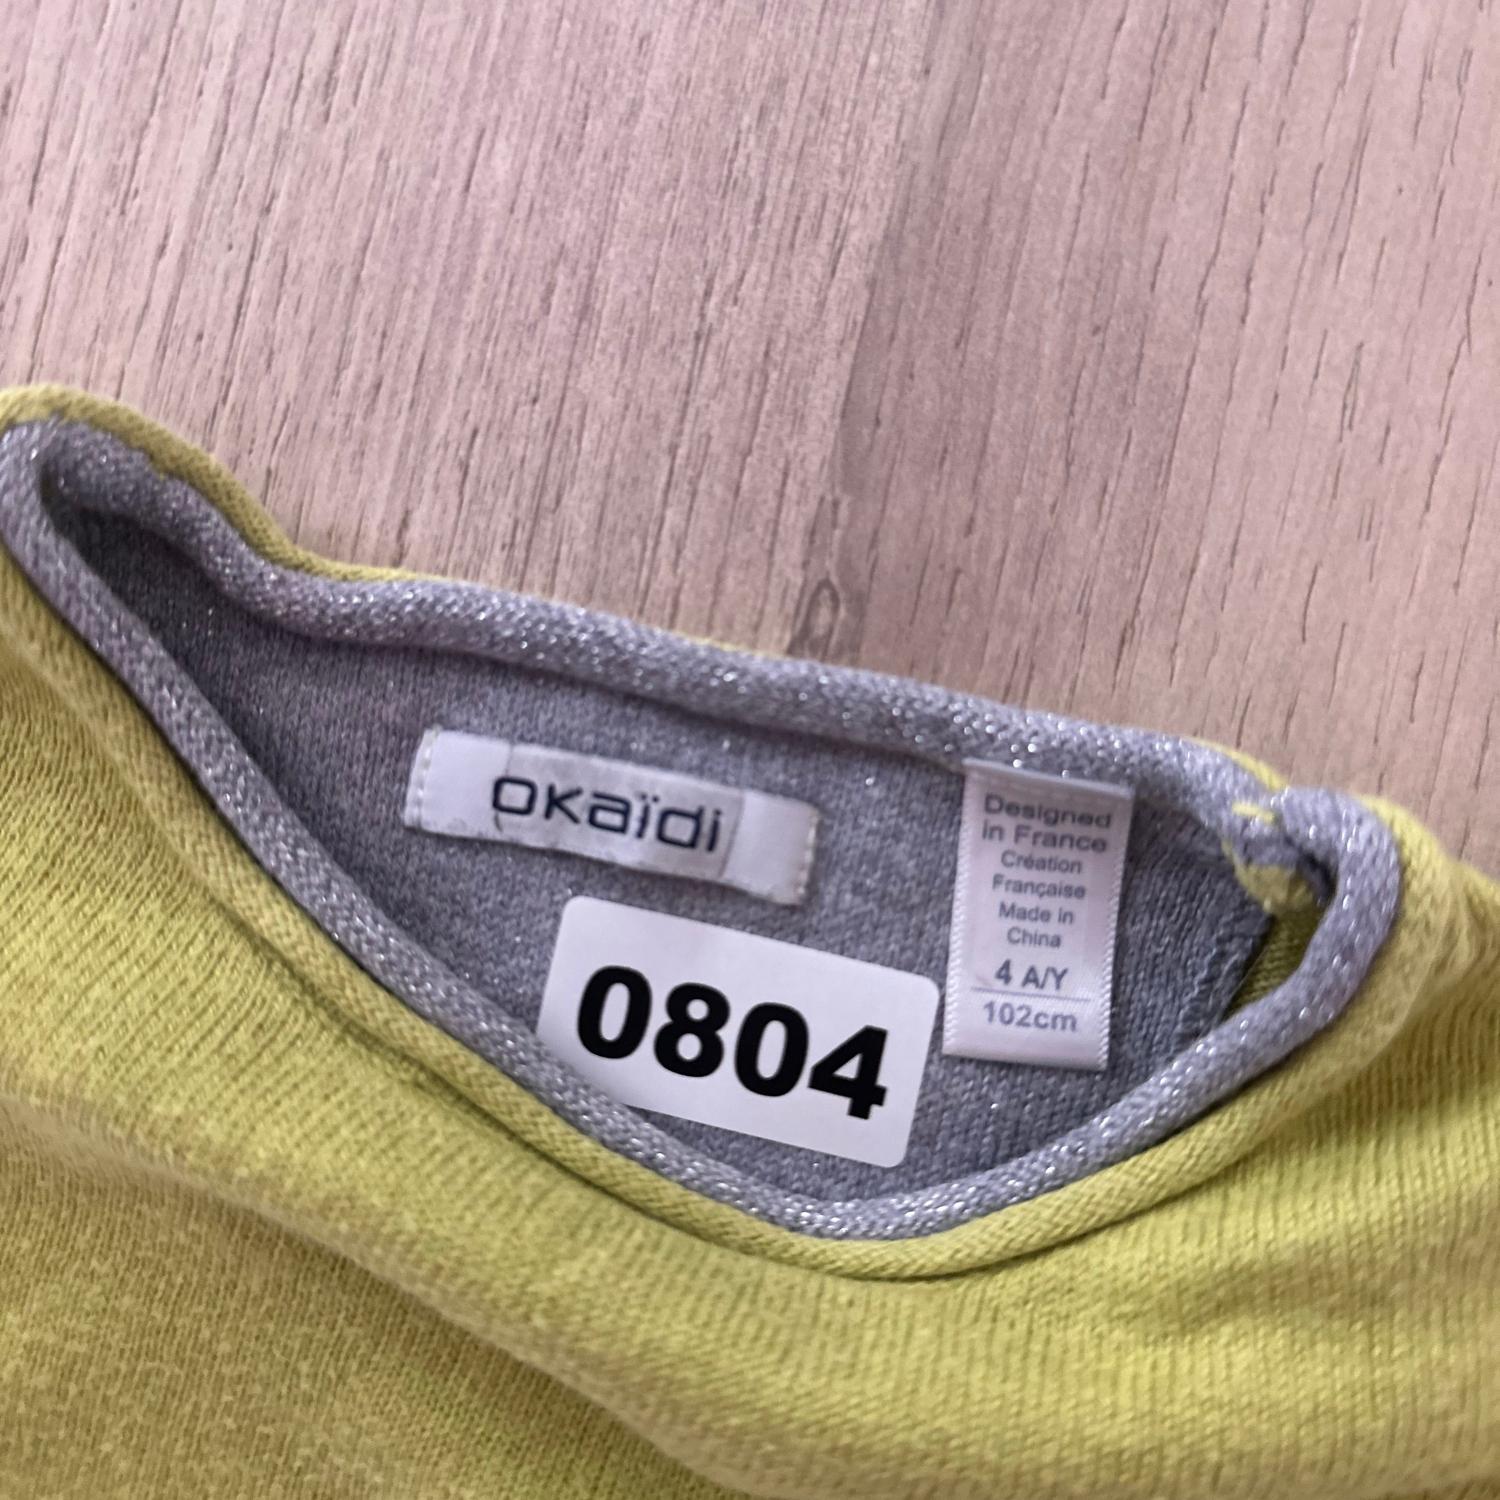 OKaïdi
Designed
in France
Création
Française
Made in
China
4 A/Y
102cm
0804